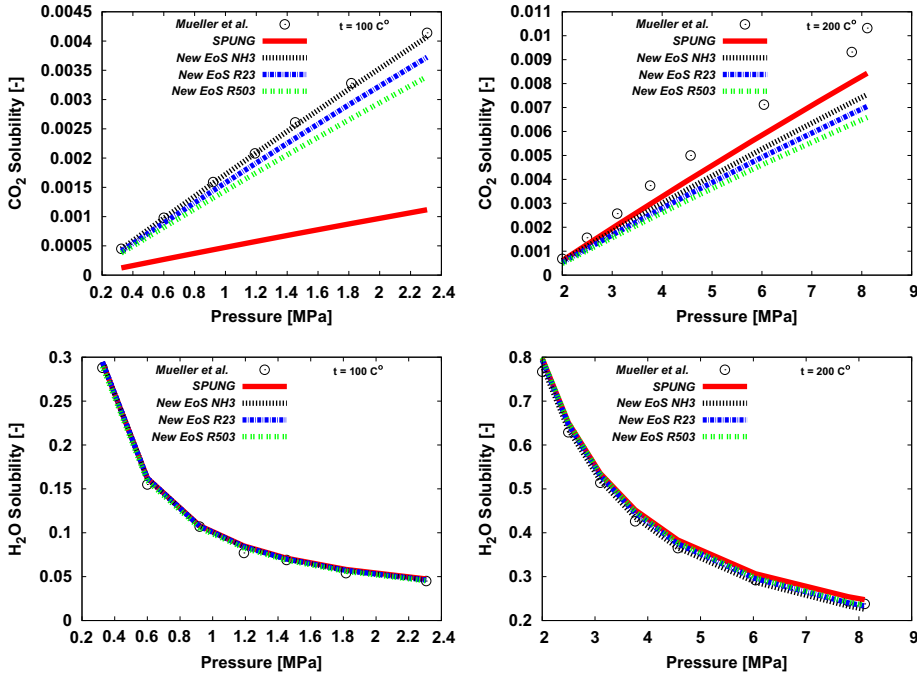 0.0045
0.004
0.0035
0.003
0.0025
0.002
0.0015
0.001
0.0005
0
CO2 Solubility [-]
Mueller et al.
SPUNG
New EoS NH3
New EoS R23
New EoS R503
t = 100 C°
0.2 0.4 0.6 0.8 1 1.2 1.4 1.6 1.8 2 2.2 2.4
Pressure [MPa]
0.011
0.01
0.009
0.008
0.007
0.006
0.005
0.004
0.003
0.002
0.001
0
CO2 Solubility [-]
Mueller et al.
SPUNG
New EoS NH3
New EoS R23
New EoS R503
t = 200 C°
2 3 4 5 6 7 8 9
Pressure [MPa]
0.3
0.25
0.2
0.15
0.1
0.05
0
H2O Solubility [-]
Mueller et al.
SPUNG
New EoS NH3
New EoS R23
New EoS R503
t = 100 C°
0.4 0.6 0.8 1 1.2 1.4 1.6 1.8 2 2.2 2.4
Pressure [MPa]
0.8
0.7
0.6
0.5
0.4
0.3
0.2
H2O Solubility [-]
Mueller et al.
SPUNG
New EoS NH3
New EoS R23
New EoS R503
t = 200 C°
2 3 4 5 6 7 8 9
Pressure [MPa]